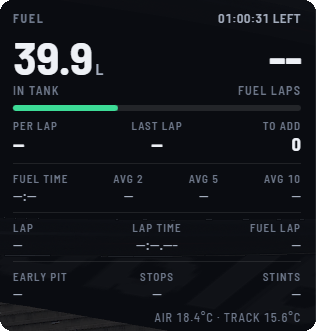 FUEL 01:00:31 LEFT
39.9 L --
IN TANK FUEL LAPS
PER LAP LAST LAP TO ADD
– – 0
FUEL TIME AVG 2 AVG 5 AVG 10
–:– – – –
LAP LAP TIME FUEL LAP
– –:–.–- –
EARLY PIT STOPS STINTS
– – –
AIR 18.4°C · TRACK 15.6°C